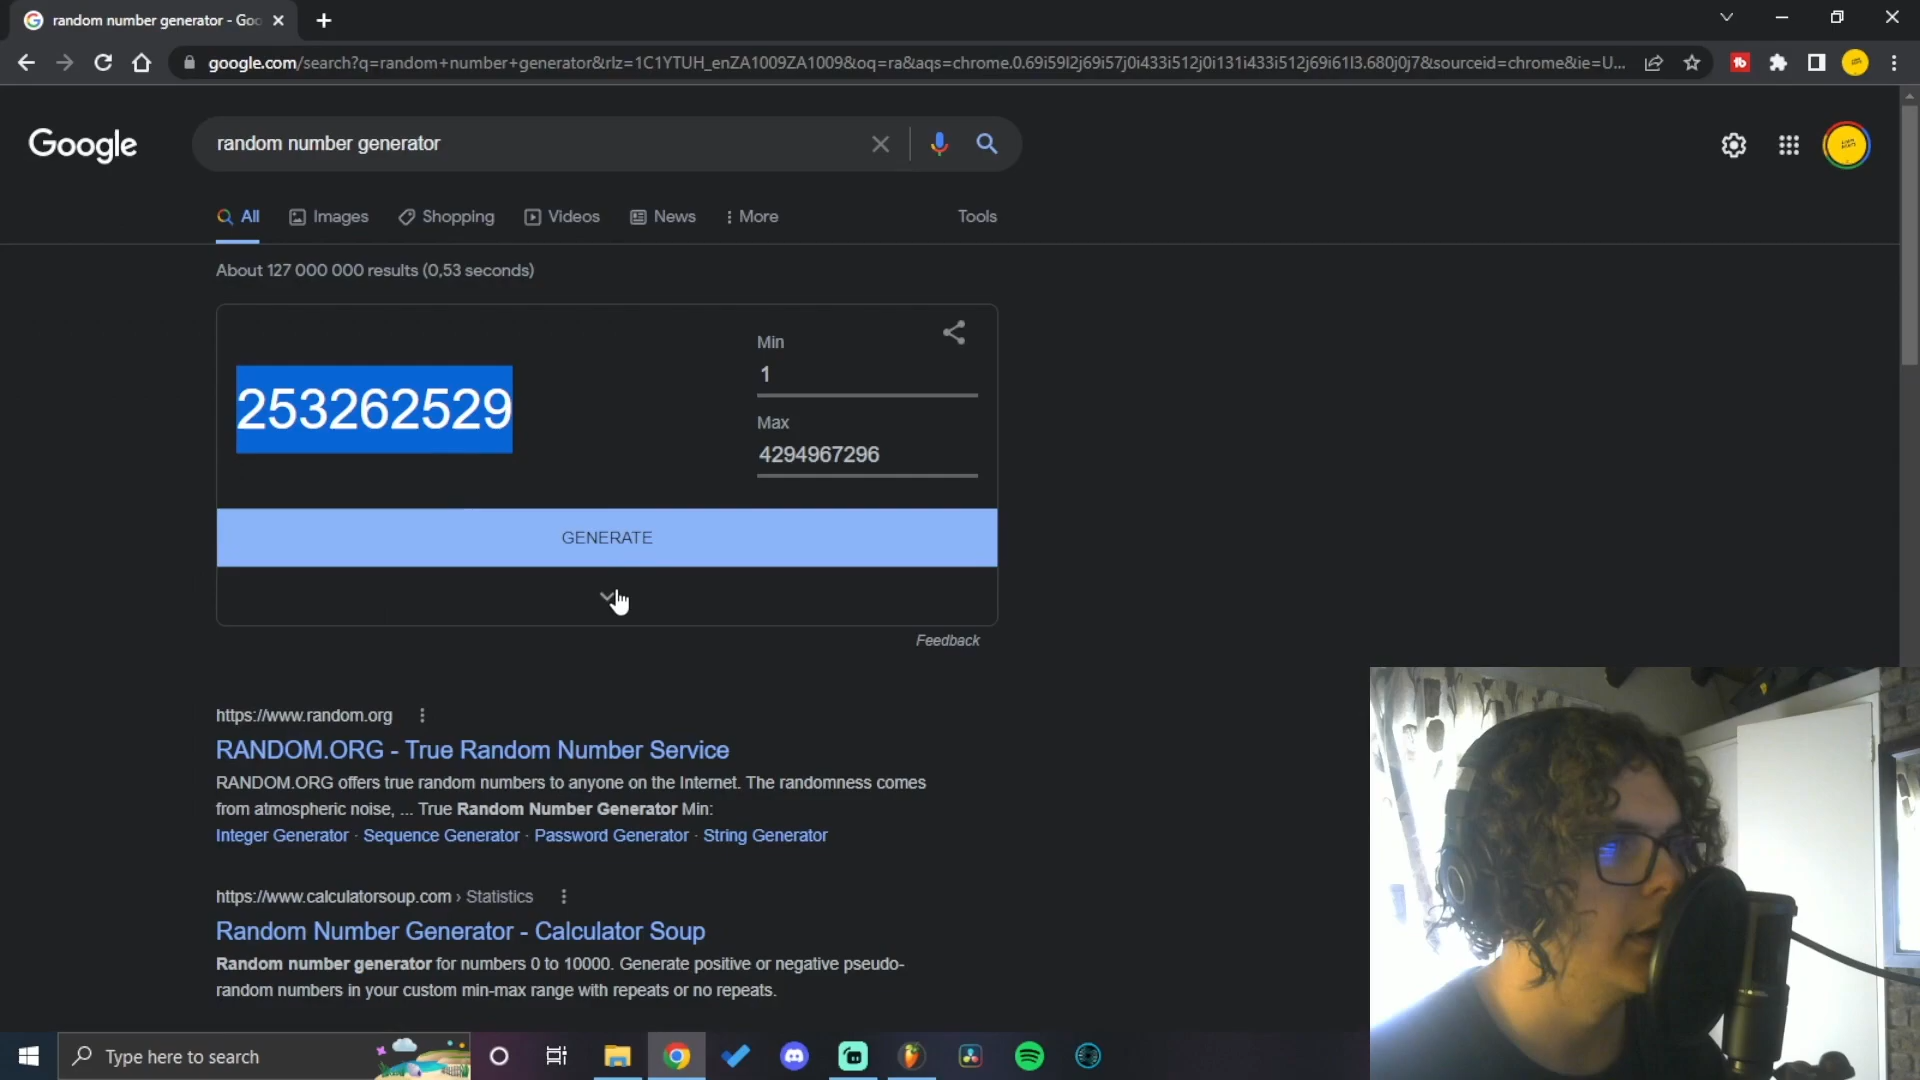 random number generator - Goo
google.com/search?q=random+number+generator&rlz=1C1YTUH_enZA1009ZA1009&oq=ra&aqs=chrome.0.69i59l2j69i57j0i433i512j0i131i433i512j69i61l3.680j0j7&sourceid=chrome&ie=U...
Google
random number generator
All Images Shopping Videos News More Tools
About 127 000 000 results (0,53 seconds)
Min
1
253262529
Max
4294967296
GENERATE
Feedback
https://www.random.org
RANDOM.ORG - True Random Number Service
RANDOM.ORG offers true random numbers to anyone on the Internet. The randomness comes
from atmospheric noise, ... True Random Number Generator Min:
Integer Generator · Sequence Generator · Password Generator · String Generator
https://www.calculatorsoup.com › Statistics
Random Number Generator - Calculator Soup
Random number generator for numbers 0 to 10000. Generate positive or negative pseudo-
random numbers in your custom min-max range with repeats or no repeats.
Type here to search